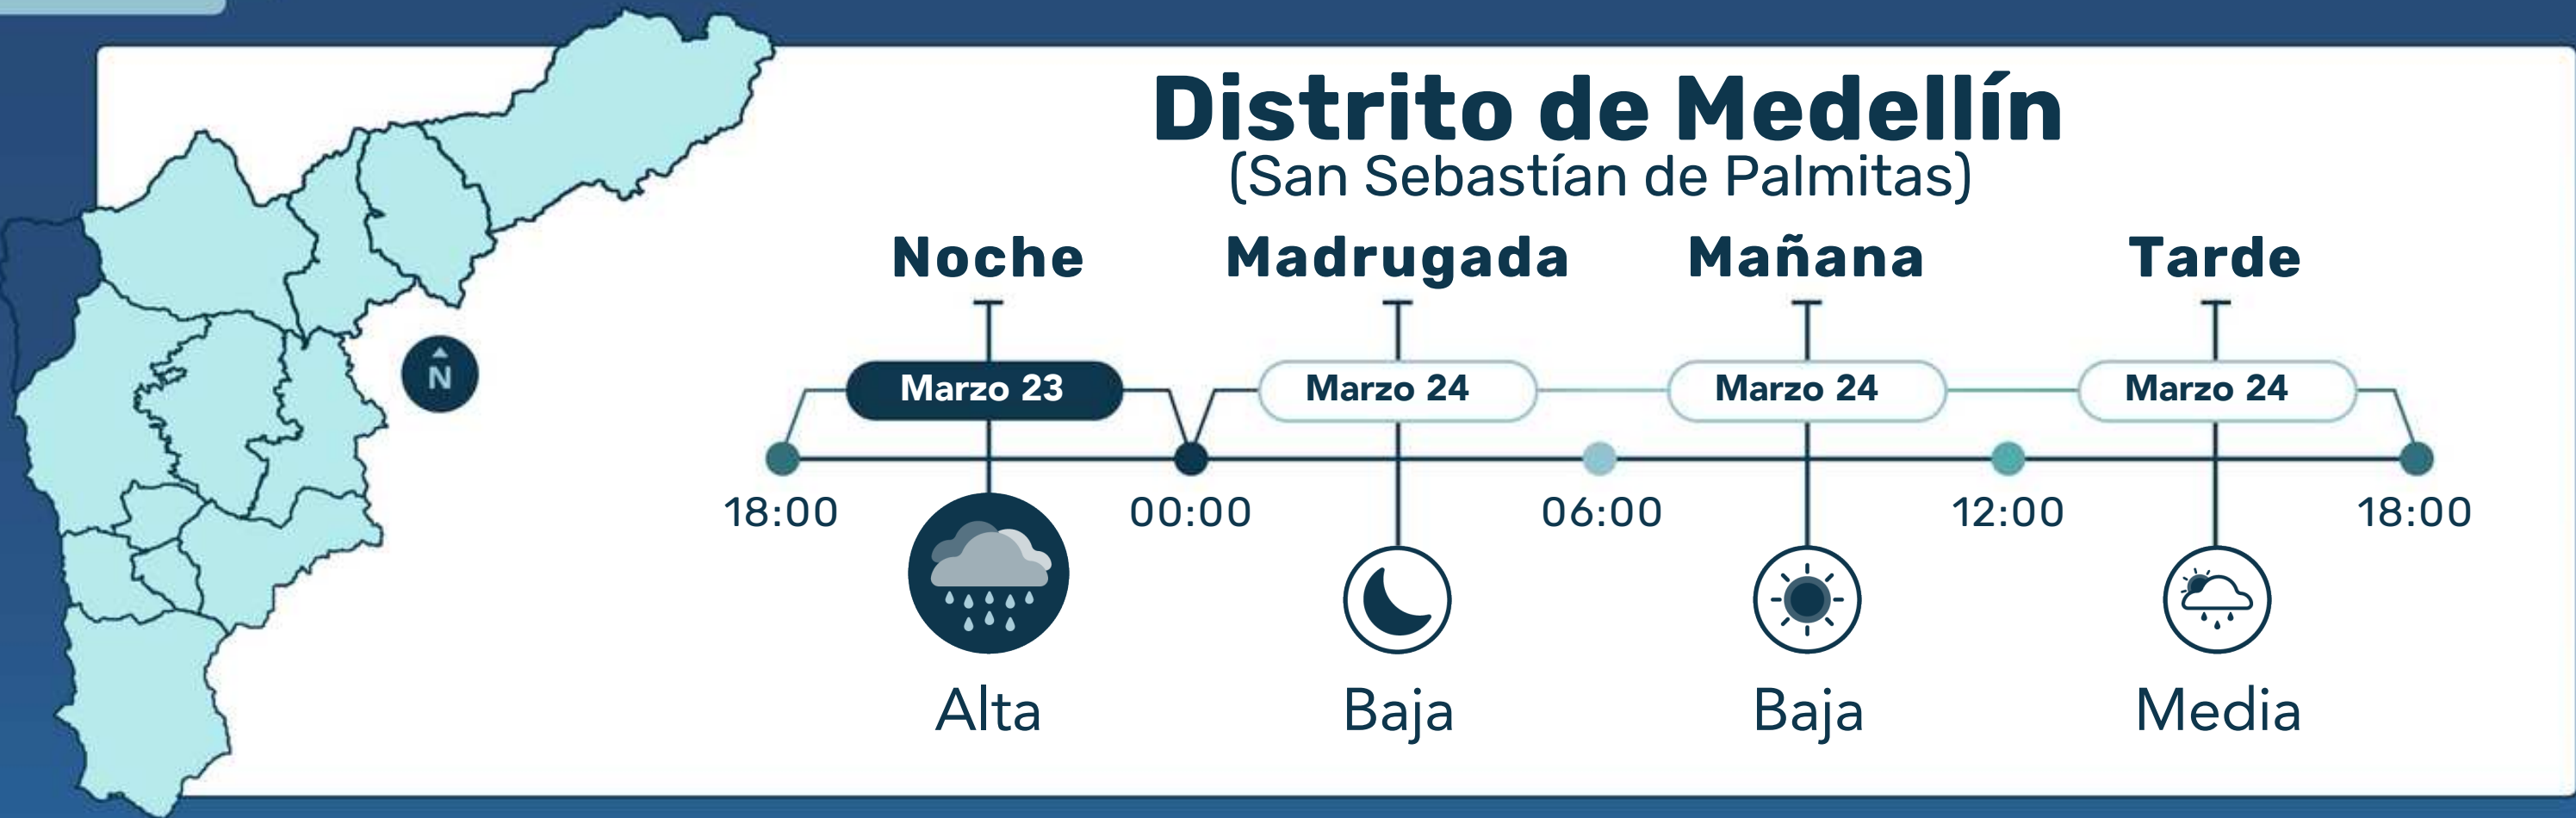 Distrito de Medellín
(San Sebastían de Palmitas)
Noche Madrugada Mañana Tarde
N
Marzo 23 Marzo 24 Marzo 24 Marzo 24
18:00 00:00 06:00 12:00 18:00
Alta Baja Baja Media